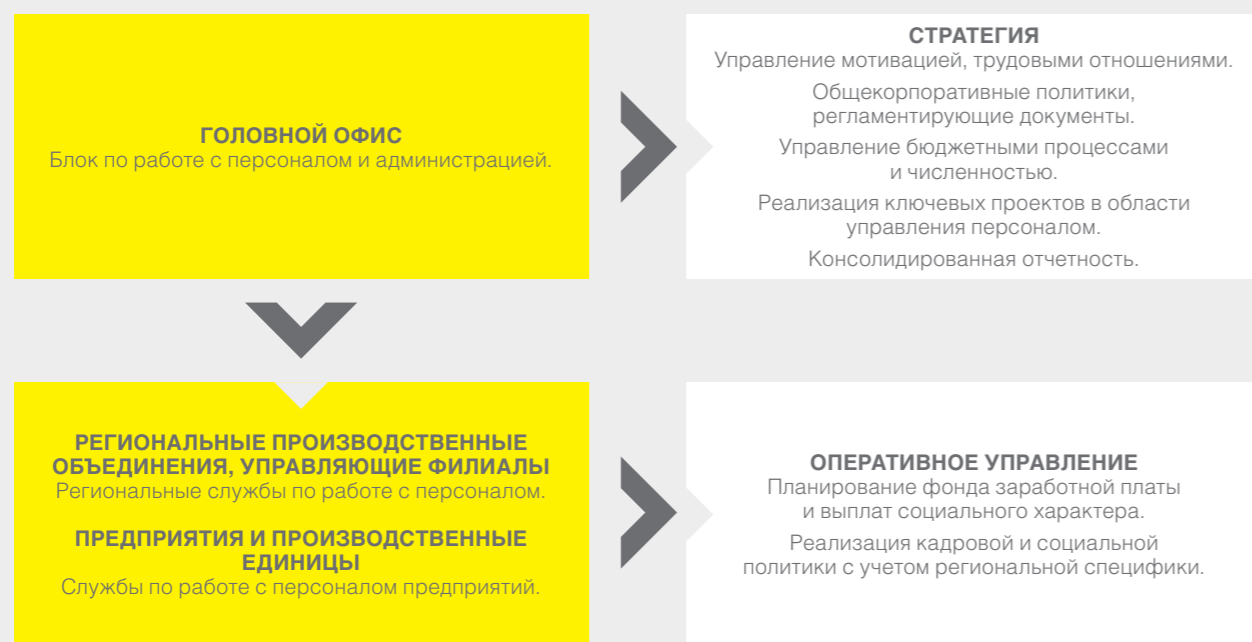 ГОЛОВНОЙ ОФИС
Блок по работе с персоналом и администрацией.
СТРАТЕГИЯ
Управление мотивацией, трудовыми отношениями.
Общекорпоративные политики,
регламентирующие документы.
Управление бюджетными процессами
и численностью.
Реализация ключевых проектов в области
управления персоналом.
Консолидированная отчетность.
РЕГИОНАЛЬНЫЕ ПРОИЗВОДСТВЕННЫЕ
ОБЪЕДИНЕНИЯ, УПРАВЛЯЮЩИЕ ФИЛИАЛЫ
Региональные службы по работе с персоналом.
ПРЕДПРИЯТИЯ И ПРОИЗВОДСТВЕННЫЕ
ЕДИНИЦЫ
Службы по работе с персоналом предприятий.
ОПЕРАТИВНОЕ УПРАВЛЕНИЕ
Планирование фонда заработной платы
и выплат социального характера.
Реализация кадровой и социальной
политики с учетом региональной специфики.